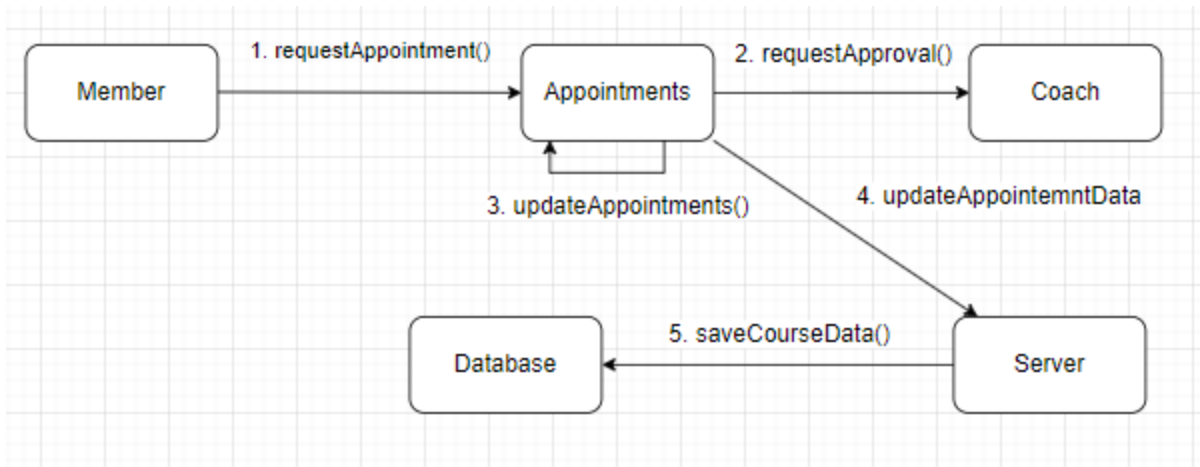 1. requestAppointment()
2. requestApproval()
Member
Appointments
Coach
3. updateAppointments()
4. updateAppointemntData
5. saveCourseData()
Database
Server